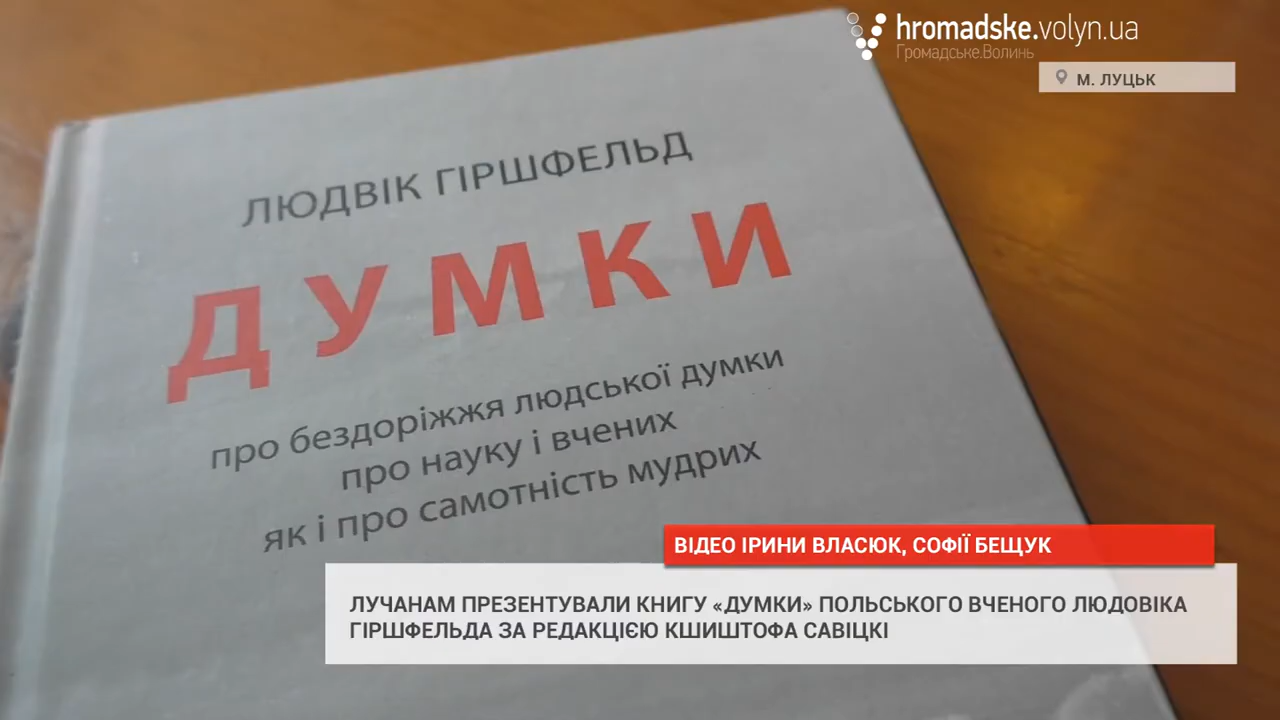 hromadske.volyn.ua
Громадське.Волинь
М. ЛУЦЬК
ЛЮДВІК ГІРШФЕЛЬД
ДУМКИ
про бездоріжжя людської думки
про науку і вчених
як і про самотність мудрих
ВІДЕО ІРИНИ ВЛАСЮК, СОФІЇ БЕЩУК
ЛУЧАНАМ ПРЕЗЕНТУВАЛИ КНИГУ «ДУМКИ» ПОЛЬСЬКОГО ВЧЕНОГО ЛЮДОВІКА
ГІРШФЕЛЬДА ЗА РЕДАКЦІЄЮ КШИШТОФА САВІЦКІ